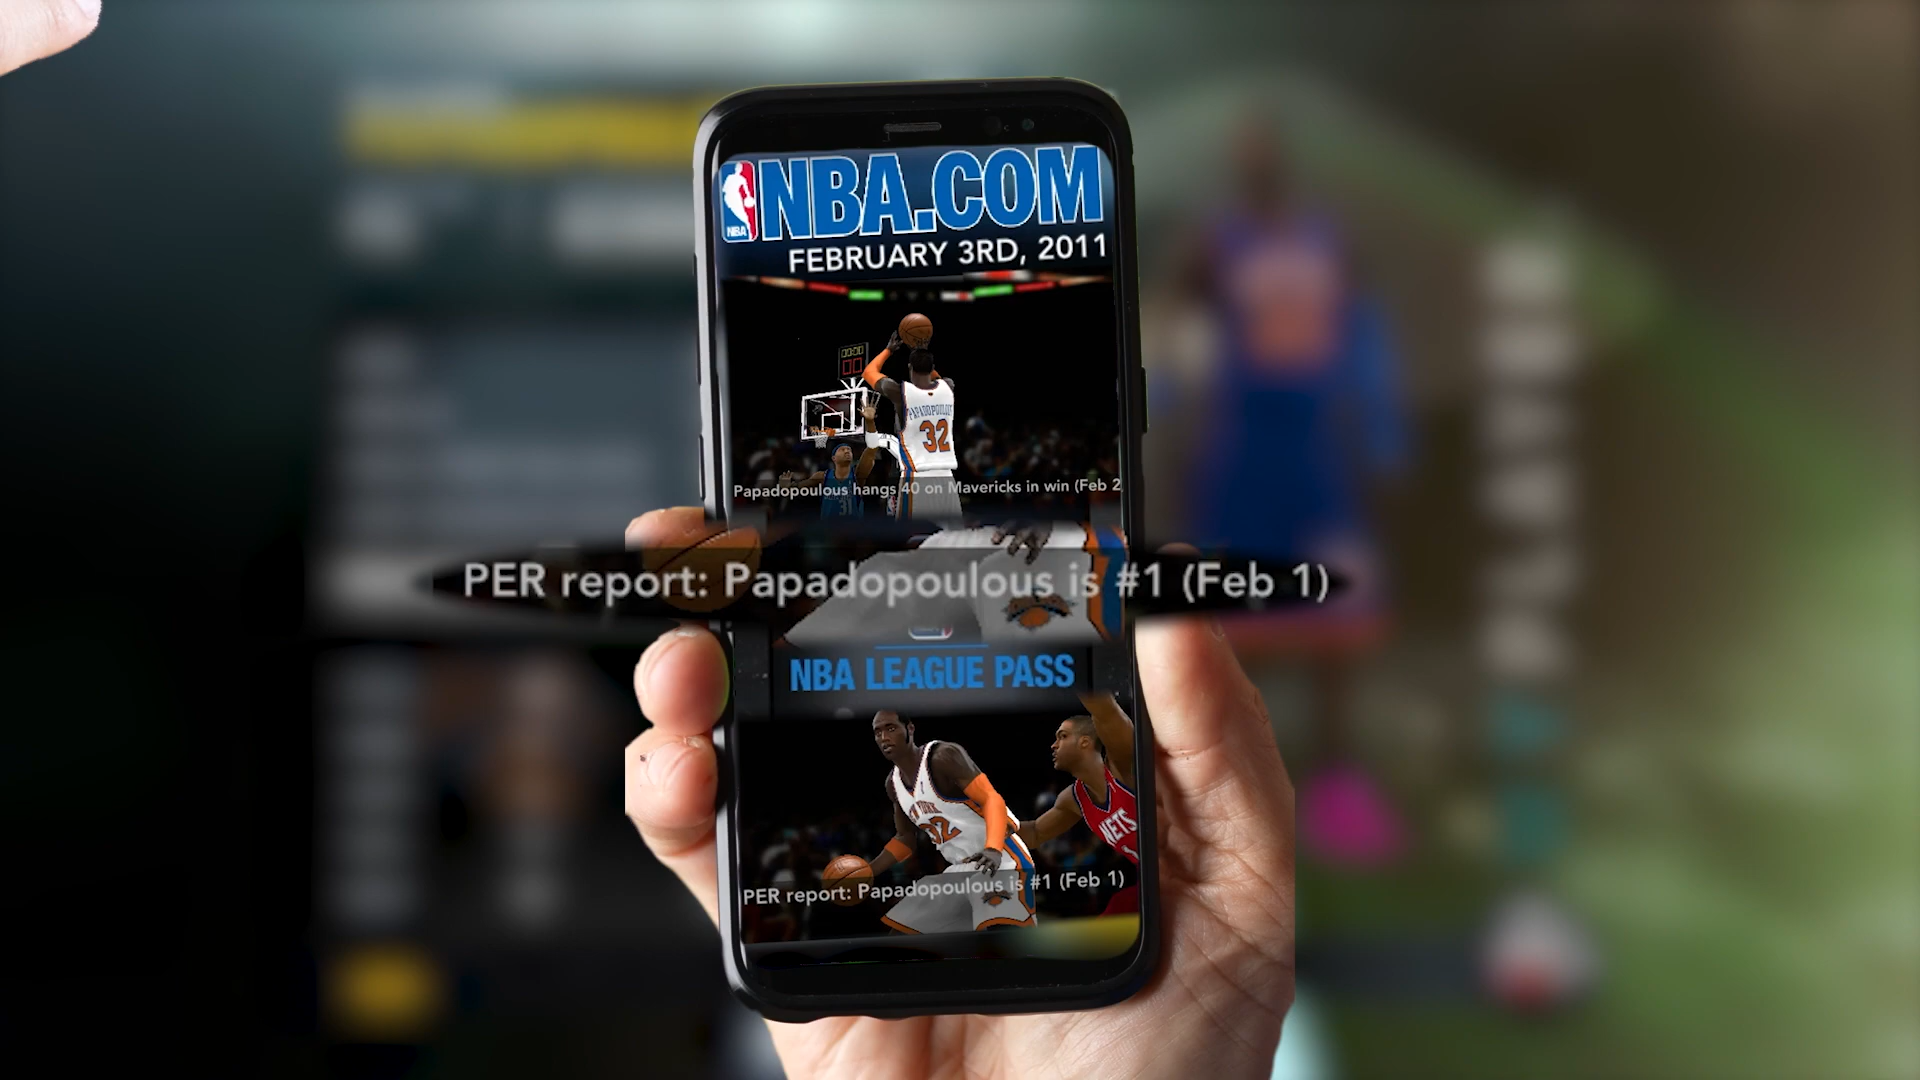 NBA
NBA.COM
FEBRUARY 3RD, 2011
PAPADOPOULOUS
32
31
Papadopoulous hangs 40 on Mavericks in win (Feb 2
PER report: Papadopoulous is #1 (Feb 1)
NBA LEAGUE PASS
NEW YORK
32
NETS
PER report: Papadopoulous is #1 (Feb 1)